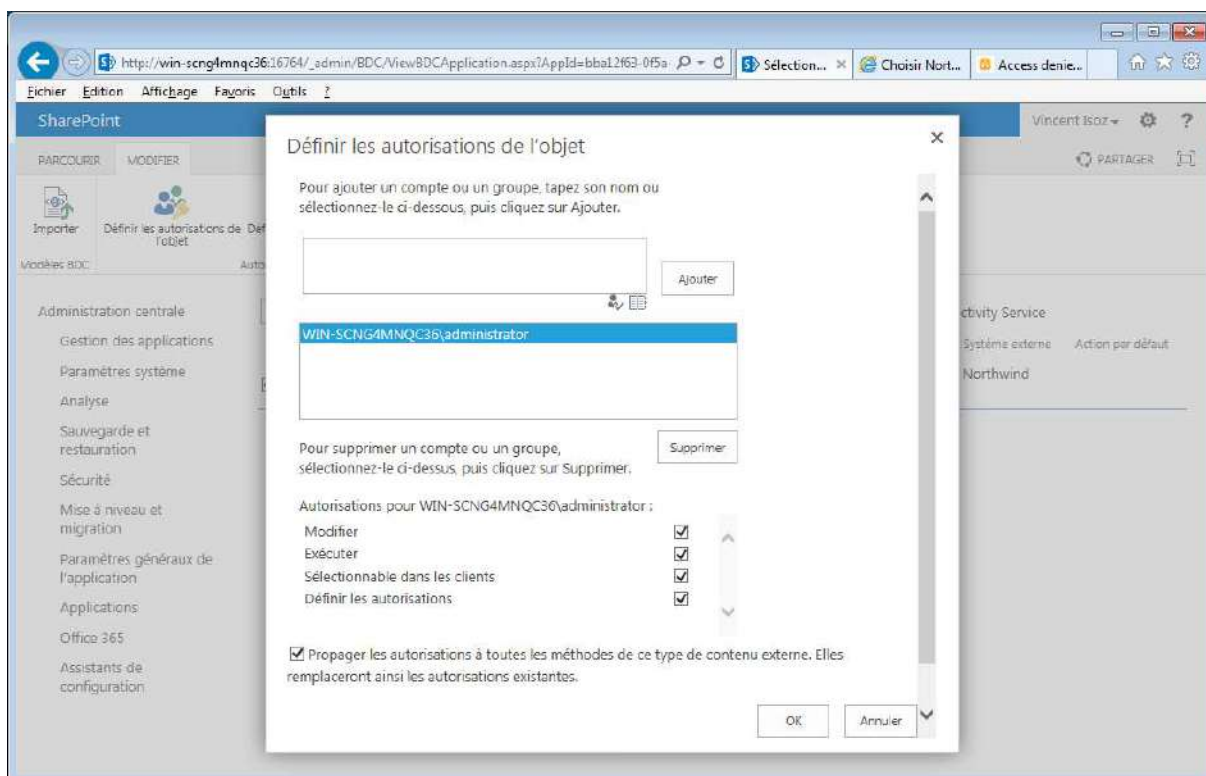 http://win-scng4mnqc36:16764/_admin/BDC/ViewBDCApplication.aspx?AppId=bba12f63-0f5a
Sélection...
Choisir Nort...
Access denie...
Fichier Edition Affichage Favoris Outils ?
SharePoint
Vincent Isoz
?
PARCOURIR
MODIFIER
PARTAGER
Importer
Définir les autorisations de l'objet
Def
Modèles BDC
Auto
Administration centrale
Gestion des applications
Paramètres système
Analyse
Sauvegarde et
restauration
Sécurité
Mise à niveau et
migration
Paramètres généraux de
l'application
Applications
Office 365
Assistants de
configuration
Définir les autorisations de l'objet
Pour ajouter un compte ou un groupe, tapez son nom ou
sélectionnez-le ci-dessous, puis cliquez sur Ajouter.
Ajouter
WIN-SCNG4MNQC36\administrator
Pour supprimer un compte ou un groupe,
sélectionnez-le ci-dessus, puis cliquez sur Supprimer.
Supprimer
Autorisations pour WIN-SCNG4MNQC36\administrator :
Modifier
Exécuter
Sélectionnable dans les clients
Définir les autorisations
Propager les autorisations à toutes les méthodes de ce type de contenu externe. Elles
remplaceront ainsi les autorisations existantes.
OK
Annuler
ctivity Service
Système externe
Action par défaut
Northwind